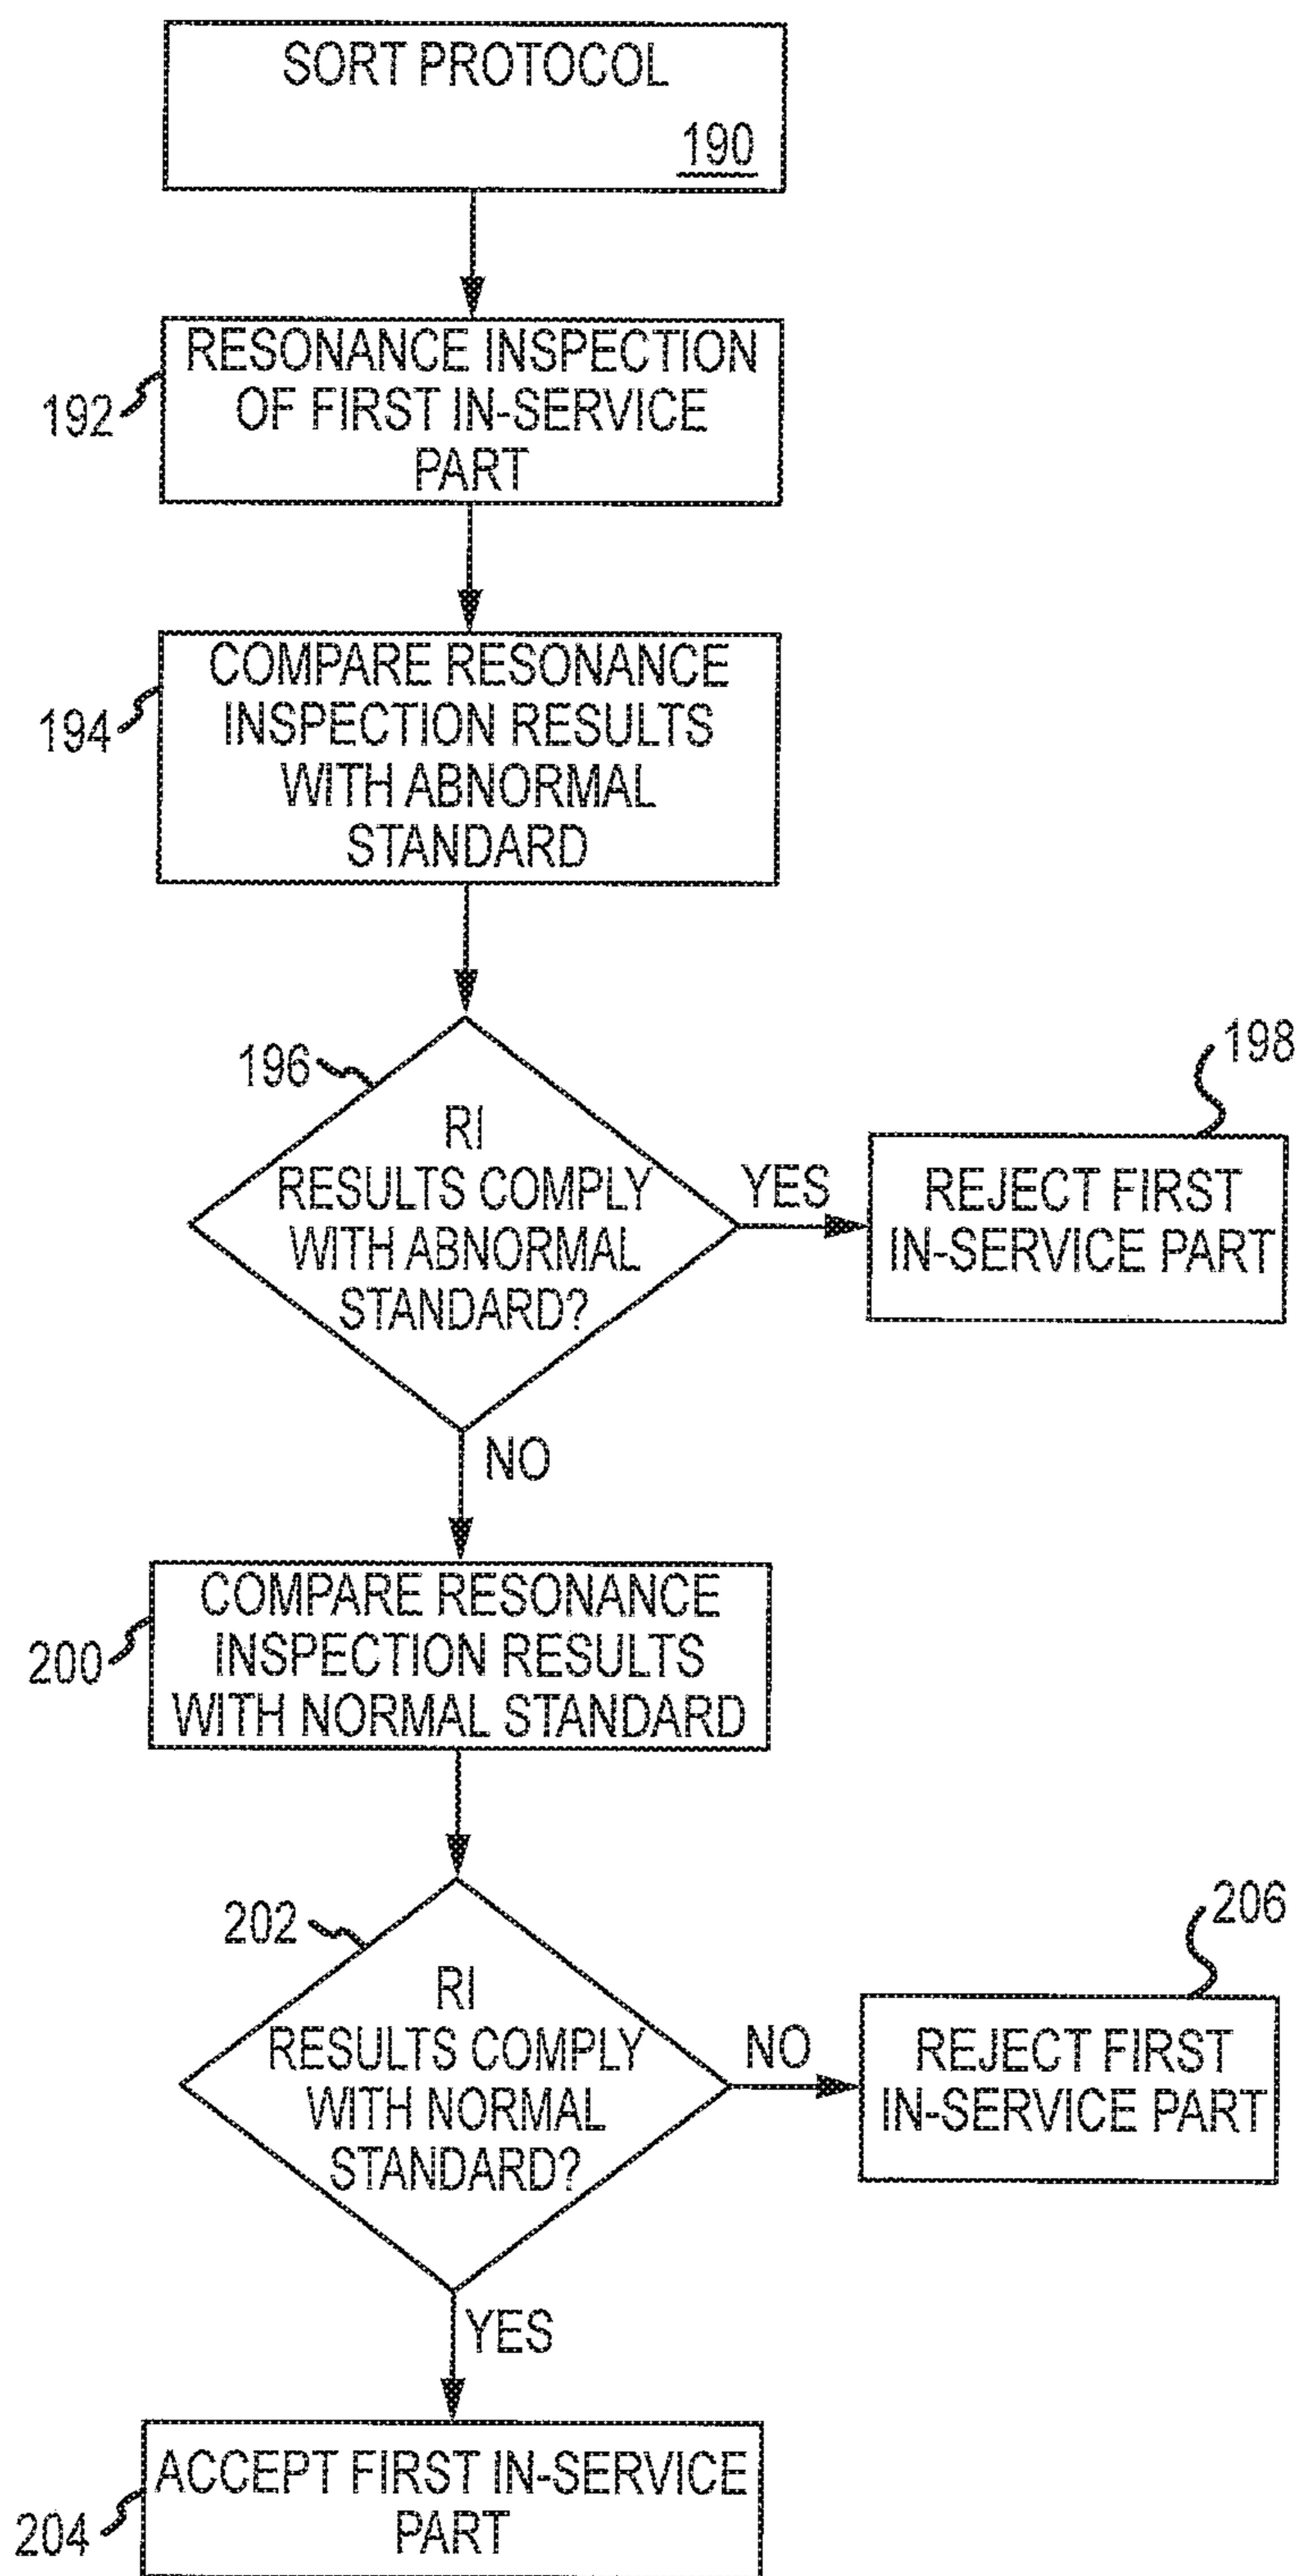 SORT PROTOCOL
190
RESONANCE INSPECTION
OF FIRST IN-SERVICE
PART
192
COMPARE RESONANCE
INSPECTION RESULTS
WITH ABNORMAL
STANDARD
194
196
RI
RESULTS COMPLY
WITH ABNORMAL
STANDARD?
YES
198
REJECT FIRST
IN-SERVICE PART
NO
COMPARE RESONANCE
INSPECTION RESULTS
WITH NORMAL STANDARD
200
202
RI
RESULTS COMPLY
WITH NORMAL
STANDARD?
NO
206
REJECT FIRST
IN-SERVICE PART
YES
ACCEPT FIRST IN-SERVICE
PART
204